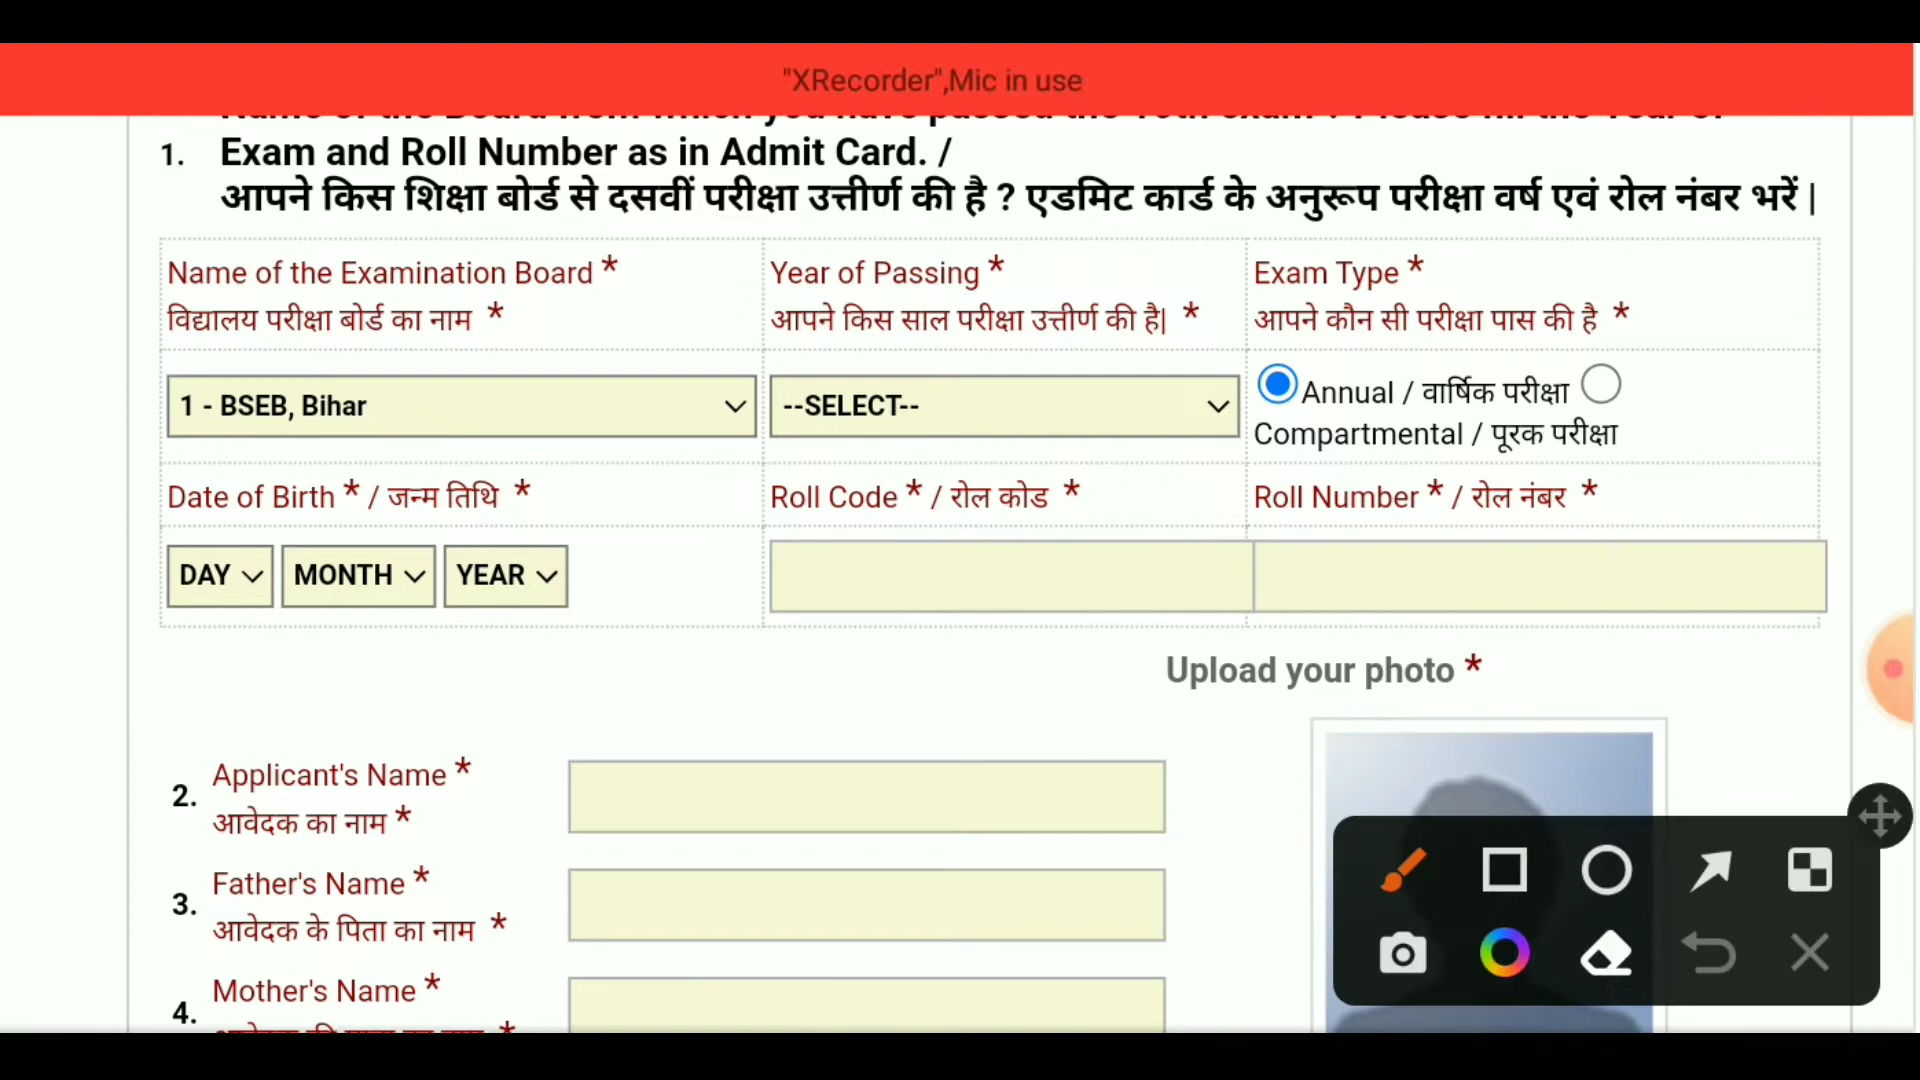 "XRecorder",Mic in use
1. Exam and Roll Number as in Admit Card. /
आपने किस शिक्षा बोर्ड से दसवीं परीक्षा उत्तीर्ण की है ? एडमिट कार्ड के अनुरूप परीक्षा वर्ष एवं रोल नंबर भरें |
Name of the Examination Board *
विद्यालय परीक्षा बोर्ड का नाम *
Year of Passing *
आपने किस साल परीक्षा उत्तीर्ण की है| *
Exam Type *
आपने कौन सी परीक्षा पास की है *
1 - BSEB, Bihar
--SELECT--
Annual / वार्षिक परीक्षा
Compartmental / पूरक परीक्षा
Date of Birth * / जन्म तिथि *
Roll Code * / रोल कोड *
Roll Number * / रोल नंबर *
DAY MONTH YEAR
Upload your photo *
2. Applicant's Name *
आवेदक का नाम *
3. Father's Name *
आवेदक के पिता का नाम *
4. Mother's Name *